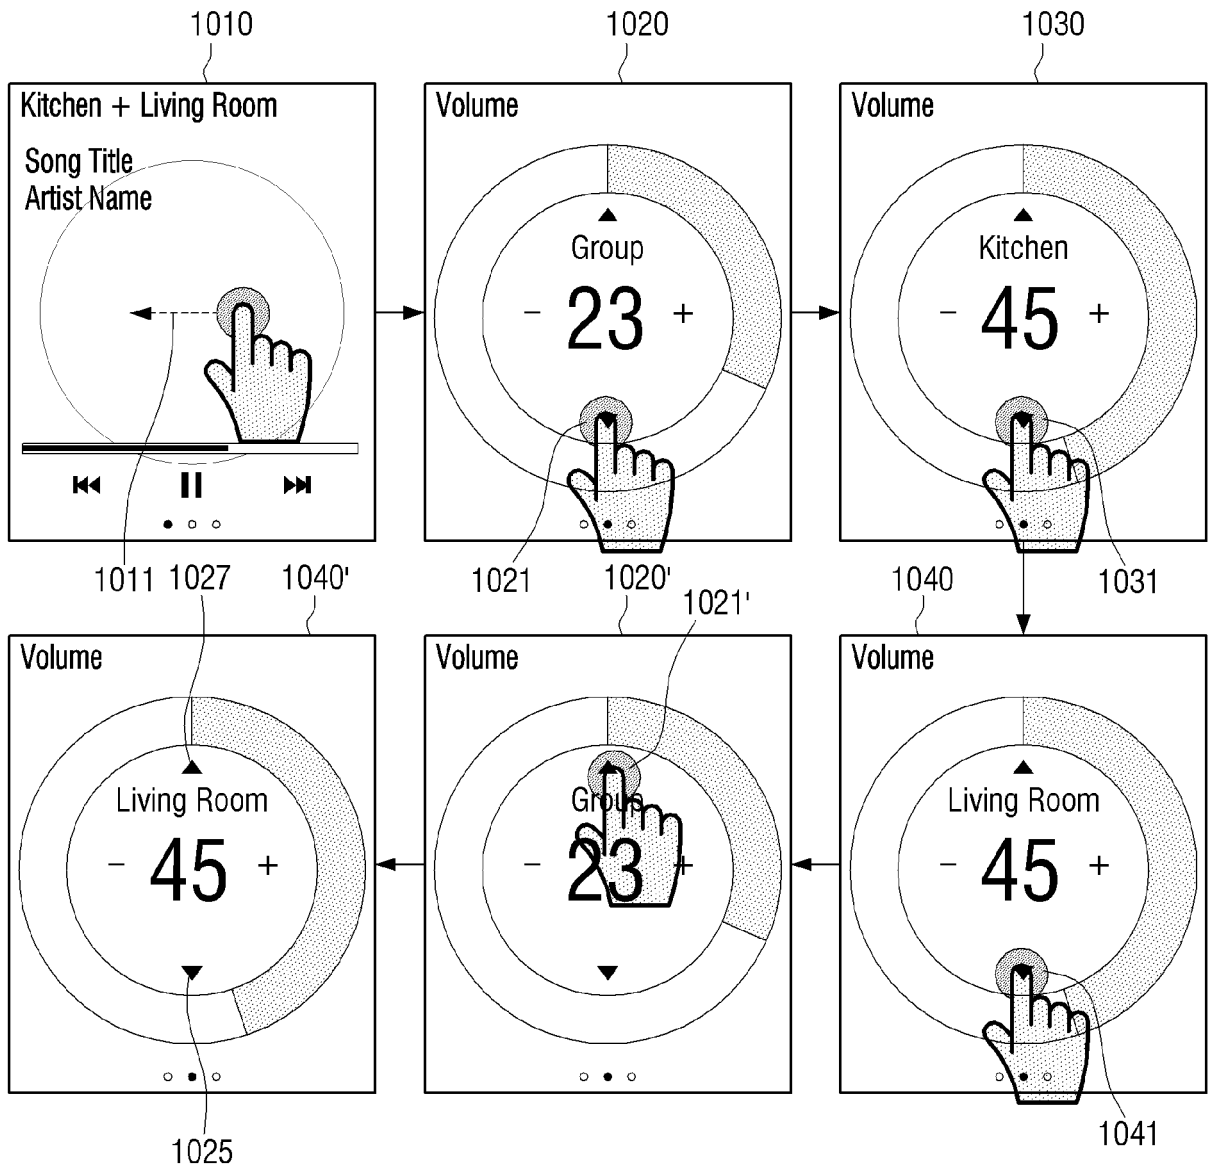 1010
1020
1030
Kitchen + Living Room
Song Title
Artist Name
Volume
Group
- 23 +
Volume
Kitchen
- 45 +
1011
1027
1040'
1021
1020'
1021'
1040
1031
Volume
Living Room
- 45 +
Volume
Group
- 23 +
Volume
Living Room
- 45 +
1025
1041